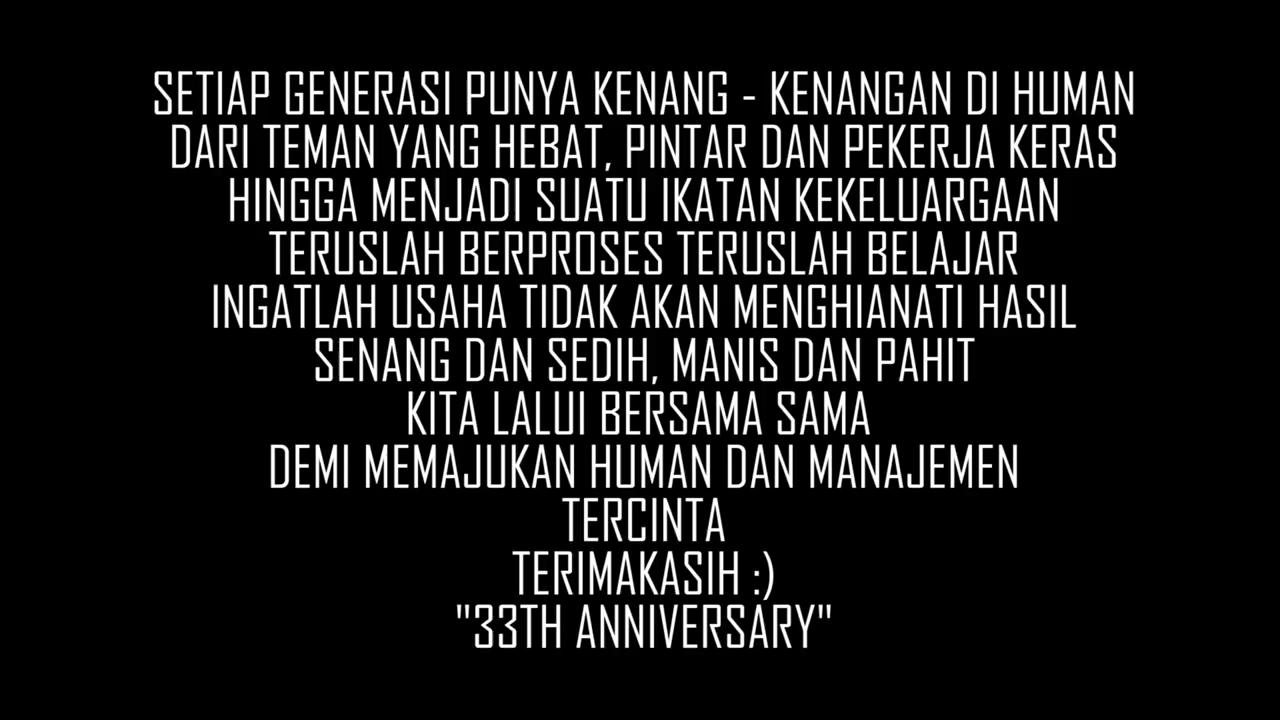 SETIAP GENERASI PUNYA KENANG - KENANGAN DI HUMAN
DARI TEMAN YANG HEBAT, PINTAR DAN PEKERJA KERAS
HINGGA MENJADI SUATU IKATAN KEKELUARGAAN
TERUSLAH BERPROSES TERUSLAH BELAJAR
INGATLAH USAHA TIDAK AKAN MENGHIANATI HASIL
SENANG DAN SEDIH, MANIS DAN PAHIT
KITA LALUI BERSAMA SAMA
DEMI MEMAJUKAN HUMAN DAN MANAJEMEN
TERCINTA
TERIMAKASIH :)
"33TH ANNIVERSARY"